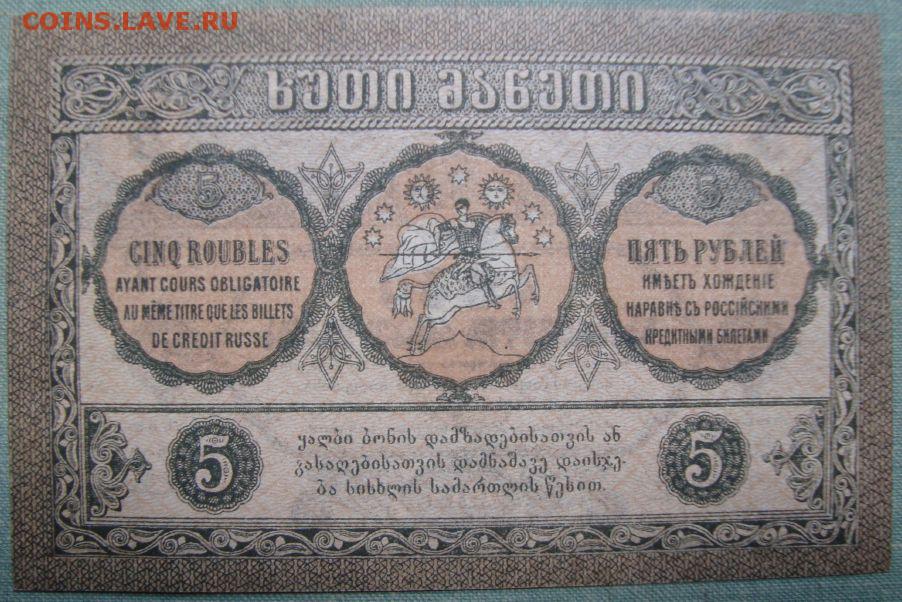 COINS.LAVE.RU
ხუთი მანეთი
5
CINQ ROUBLES
AYANT COURS OBLIGATOIRE
AU MÊME TITRE QUE LES BILLETS
DE CREDIT RUSSE
5
ПЯТЬ РУБЛЕЙ
ИМѢЕТЪ ХОЖДЕНІЕ
НАРАВНѢ СЪ РОССІЙСКИМИ
КРЕДИТНЫМИ БИЛЕТАМИ
5
ყალბი ბონის დამზადებისათვის ან
გასაღებისათვის დამნაშავე დაისჯე-
ბა სისხლის სამართლის წესით.
5